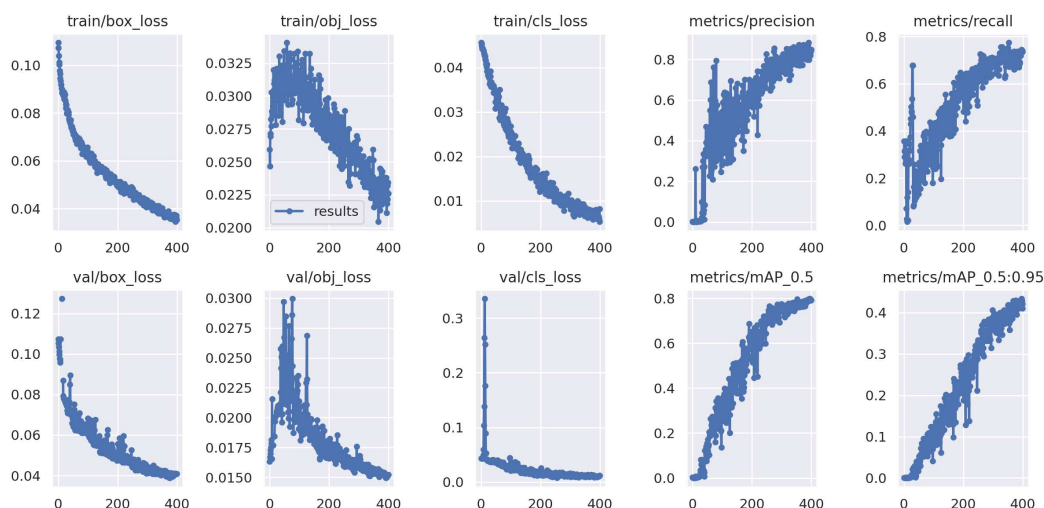 train/box_loss
train/obj_loss
train/cls_loss
metrics/precision
metrics/recall
0.10
0.08
0.06
0.04
0 200 400
0.0325
0.0300
0.0275
0.0250
0.0225
0.0200
results
0 200 400
0.04
0.03
0.02
0.01
0 200 400
0.8
0.6
0.4
0.2
0.0
0 200 400
0.8
0.6
0.4
0.2
0.0
0 200 400
val/box_loss
val/obj_loss
val/cls_loss
metrics/mAP_0.5
metrics/mAP_0.5:0.95
0.12
0.10
0.08
0.06
0.04
0 200 400
0.0300
0.0275
0.0250
0.0225
0.0200
0.0175
0.0150
0 200 400
0.3
0.2
0.1
0.0
0 200 400
0.8
0.6
0.4
0.2
0.0
0 200 400
0.4
0.3
0.2
0.1
0.0
0 200 400